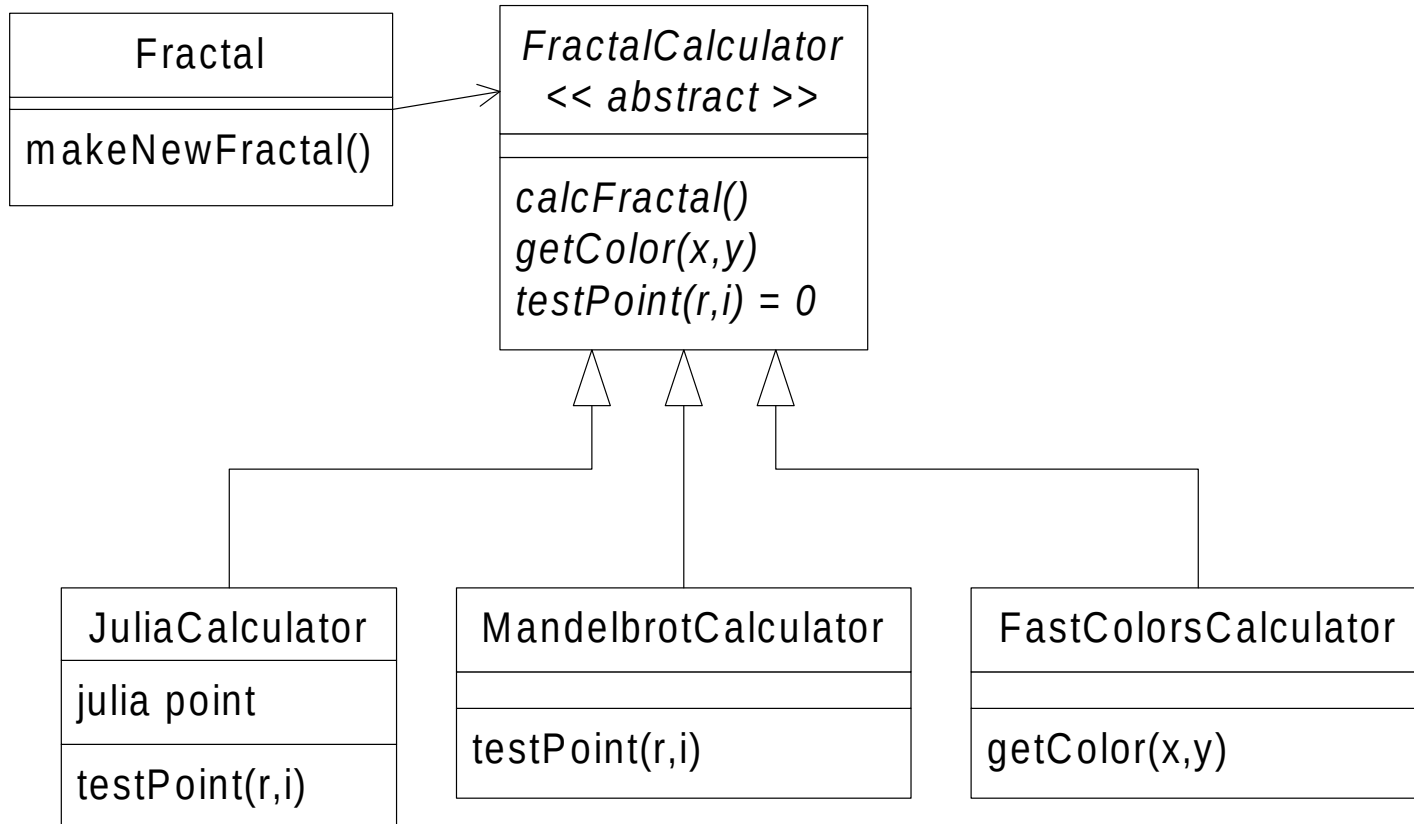 Fractal
makeNewFractal()
FractalCalculator
<< abstract >>
calcFractal()
getColor(x,y)
testPoint(r,i) = 0
JuliaCalculator
julia point
testPoint(r,i)
MandelbrotCalculator
testPoint(r,i)
FastColorsCalculator
getColor(x,y)